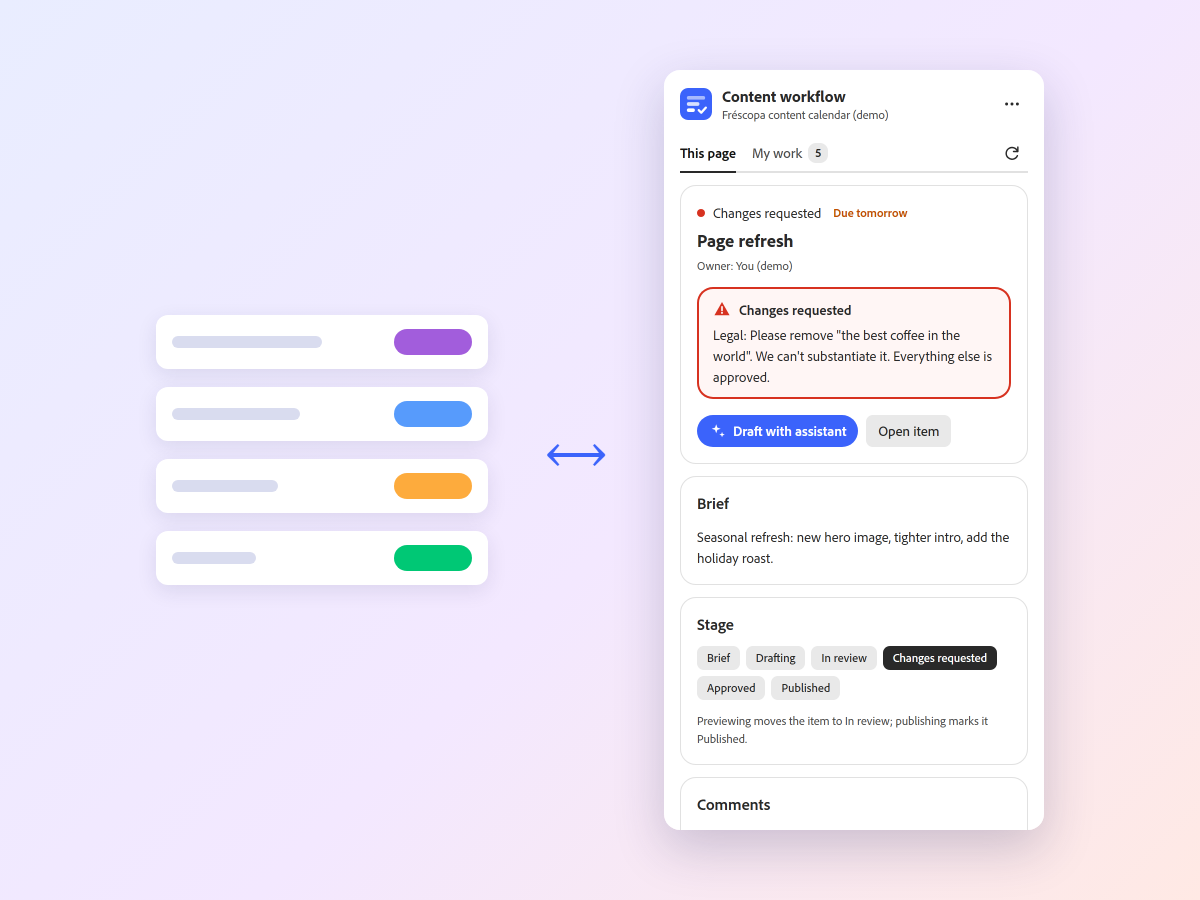 Content workflow
Fréscopa content calendar (demo)
This page
My work 5
Changes requested Due tomorrow
Page refresh
Owner: You (demo)
Changes requested
Legal: Please remove "the best coffee in the
world". We can't substantiate it. Everything else is
approved.
Draft with assistant
Open item
Brief
Seasonal refresh: new hero image, tighter intro, add the
holiday roast.
Stage
Brief
Drafting
In review
Changes requested
Approved
Published
Previewing moves the item to In review; publishing marks it
Published.
Comments